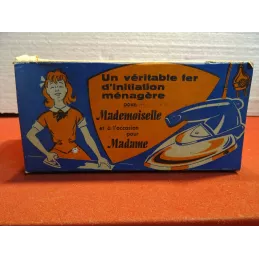 Un véritable fer
d'initiation
ménagère
pour
Mademoiselle
et à l'occasion
pour
Madame